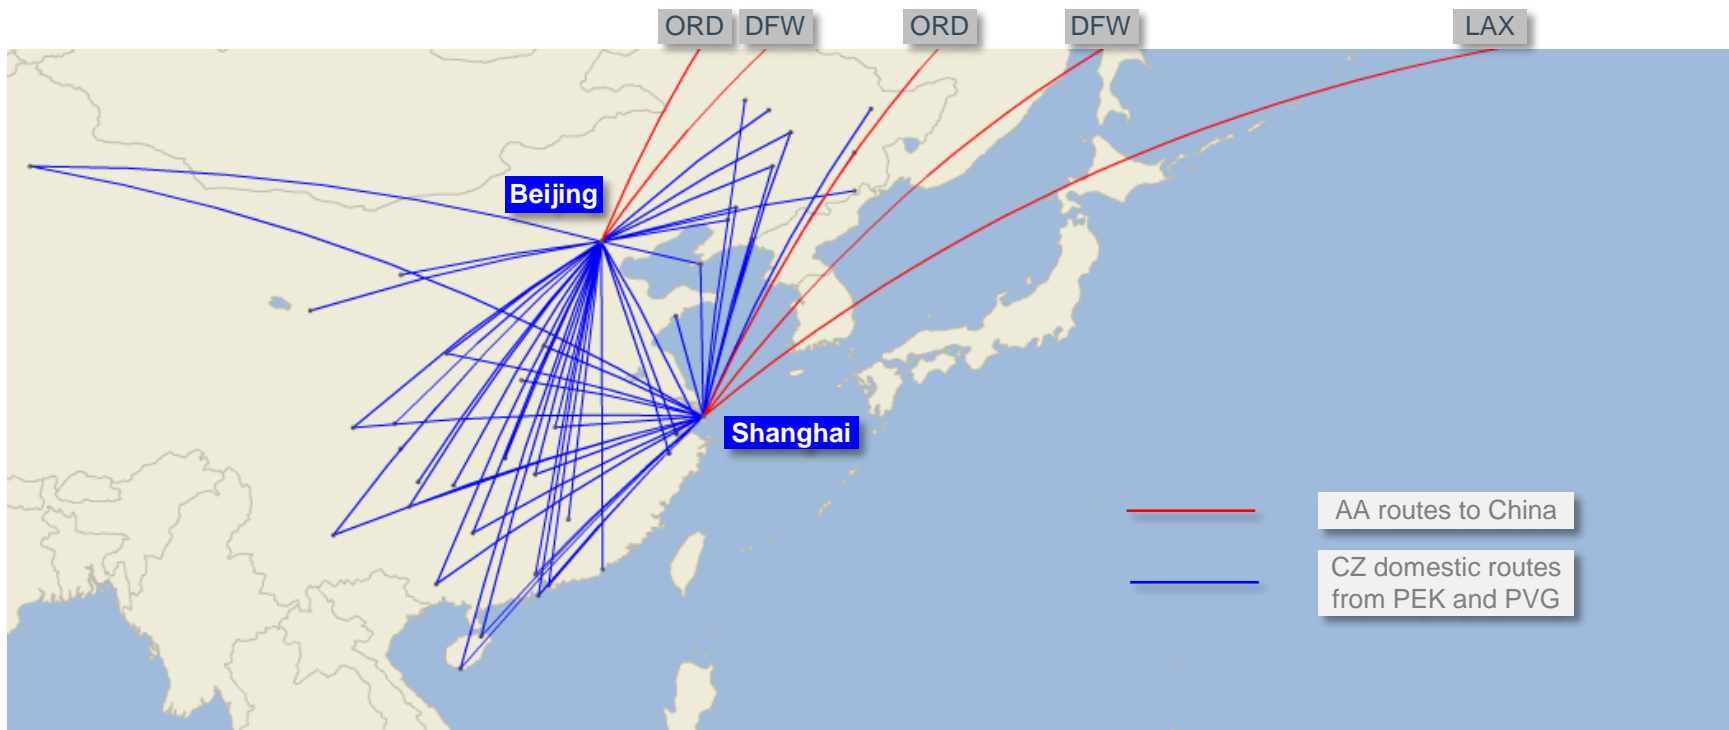 ORD
DFW
ORD
DFW
LAX
Beijing
Shanghai
AA routes to China
CZ domestic routes
from PEK and PVG